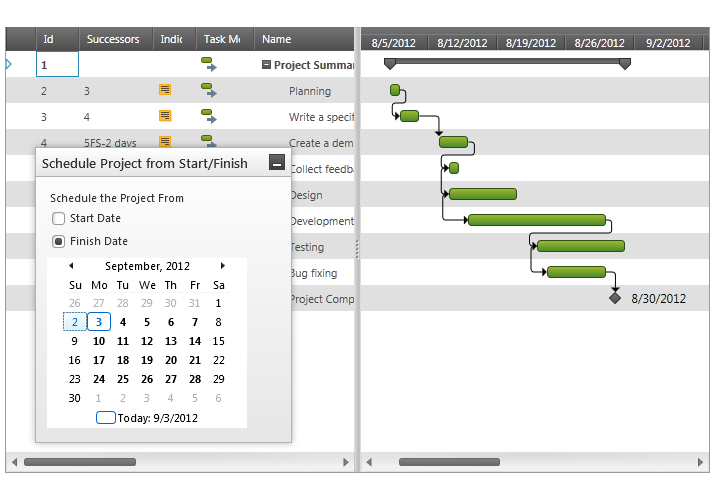 Id Successors Indic Task Mo Name 8/5/2012 8/12/2012 8/19/2012 8/26/2012 9/2/2012
1 Project Summar
2 3 Planning
3 4 Write a specif
4 5FS-2 days Create a dem
Collect feedba
Design
Development
Testing
Bug fixing
Project Comp 8/30/2012
Schedule Project from Start/Finish
Schedule the Project From
Start Date
Finish Date
September, 2012
Su Mo Tu We Th Fr Sa
26 27 28 29 30 31 1
2 3 4 5 6 7 8
9 10 11 12 13 14 15
16 17 18 19 20 21 22
23 24 25 26 27 28 29
30 1 2 3 4 5 6
Today: 9/3/2012